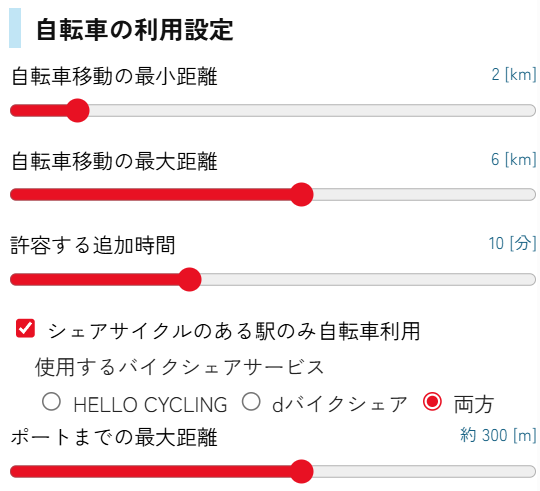 自転車の利用設定
自転車移動の最小距離 2 [km]
自転車移動の最大距離 6 [km]
許容する追加時間 10 [分]
シェアサイクルのある駅のみ自転車利用
使用するバイクシェアサービス
HELLO CYCLING dバイクシェア 両方
ポートまでの最大距離 約 300 [m]